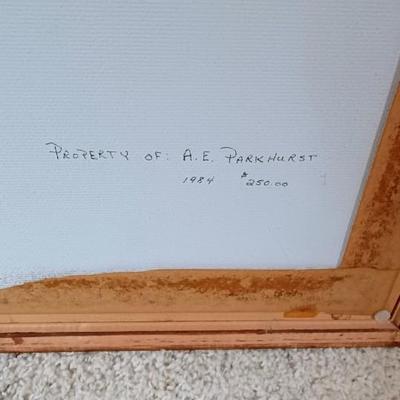 PROPERTY OF: A.E. PARKHURST
1984 $250.00